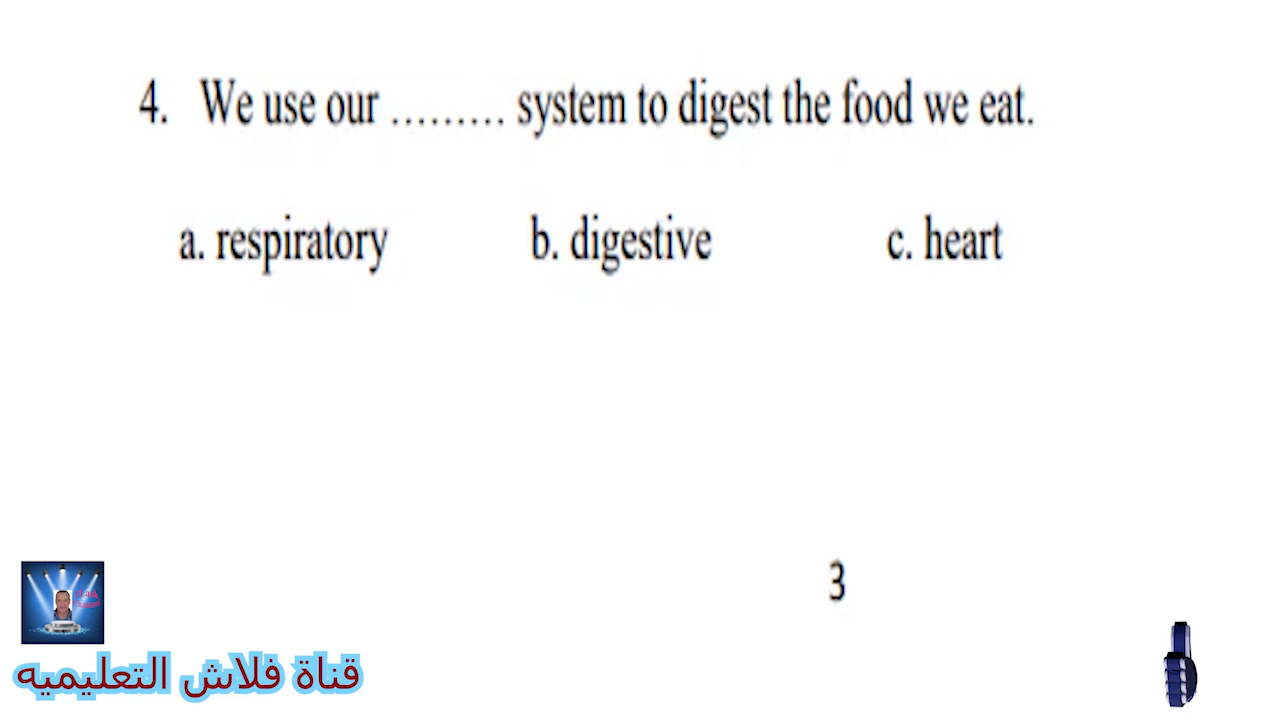 4. We use our ......... system to digest the food we eat.
a. respiratory b. digestive c. heart
3
قناة فلاش التعليميه